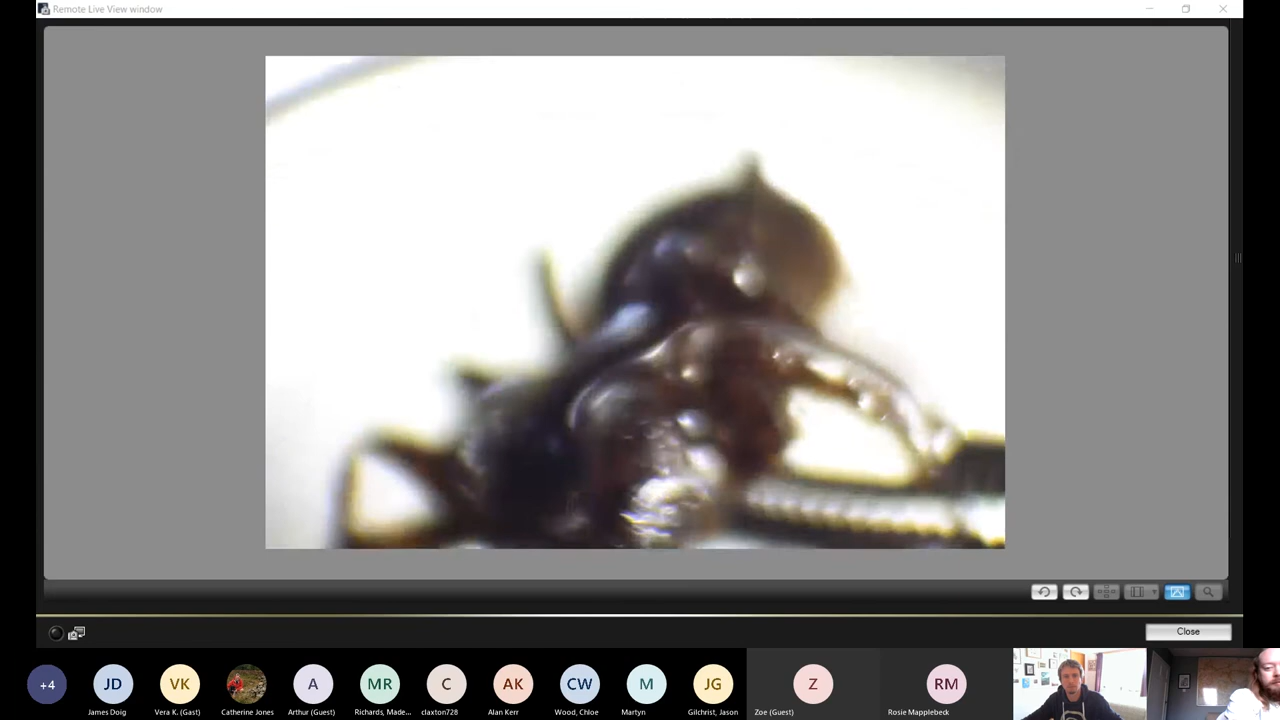 Remote Live View window
Close
+4
JD
VK
A
MR
C
AK
CW
M
JG
Z
RM
James Doig
Vera K. (Gast)
Catherine Jones
Arthur (Guest)
Richards, Made...
claxton728
Alan Kerr
Wood, Chloe
Martyn
Gilchrist, Jason
Zoe (Guest)
Rosie Mapplebeck